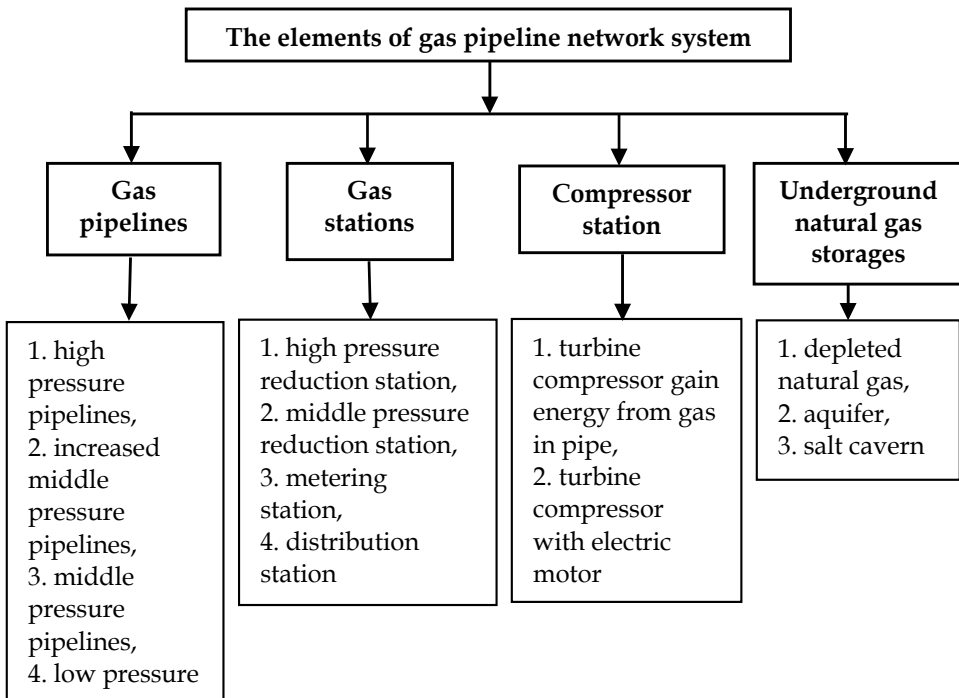 The elements of gas pipeline network system
Gas
pipelines
Gas
stations
Compressor
station
Underground
natural gas
storages
1. high
pressure
pipelines,
2. increased
middle
pressure
pipelines,
3. middle
pressure
pipelines,
4. low pressure
1. high pressure
reduction station,
2. middle pressure
reduction station,
3. metering
station,
4. distribution
station
1. turbine
compressor gain
energy from gas
in pipe,
2. turbine
compressor
with electric
motor
1. depleted
natural gas,
2. aquifer,
3. salt cavern